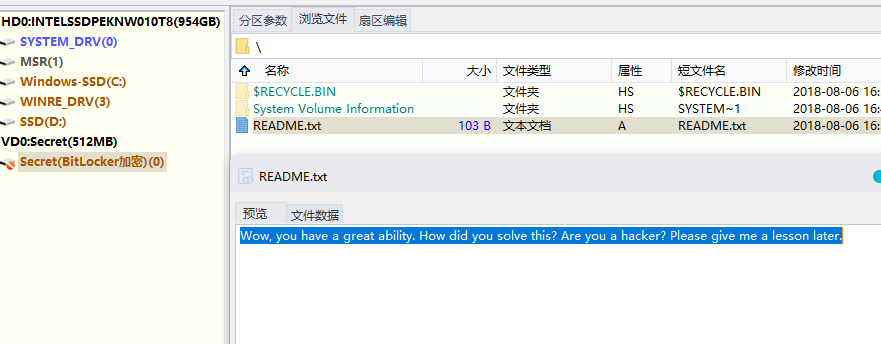 HD0:INTELSSDPEKNW010T8(954GB)
SYSTEM_DRV(0)
MSR(1)
Windows-SSD(C:)
WINRE_DRV(3)
SSD(D:)
VD0:Secret(512MB)
Secret(BitLocker加密)(0)
分区参数 浏览文件 扇区编辑
\
名称 大小 文件类型 属性 短文件名 修改时间
$RECYCLE.BIN 文件夹 HS $RECYCLE.BIN 2018-08-06 16:
System Volume Information 文件夹 HS SYSTEM~1 2018-08-06 16:
README.txt 103 B 文本文档 A README.txt 2018-08-06 16:
README.txt
预览 文件数据
Wow, you have a great ability. How did you solve this? Are you a hacker? Please give me a lesson later.